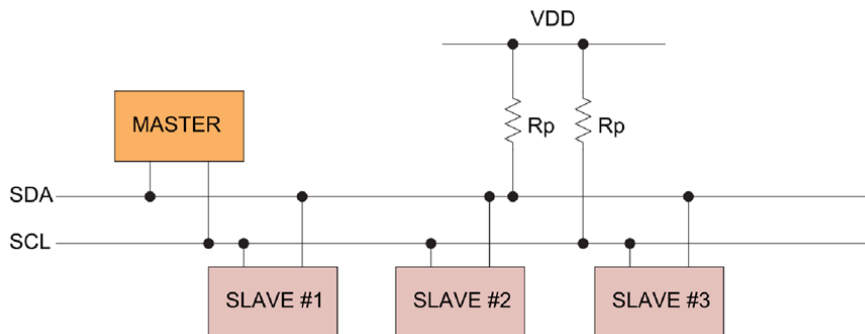 VDD
MASTER
Rp
Rp
SDA
SCL
SLAVE #1
SLAVE #2
SLAVE #3